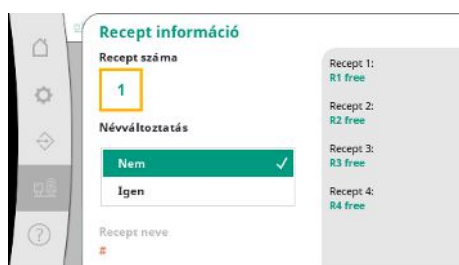 Recept információ
Recept száma
1
Névváltoztatás
Nem
Igen
Recept neve
#
Recept 1:
R1 free
Recept 2:
R2 free
Recept 3:
R3 free
Recept 4:
R4 free